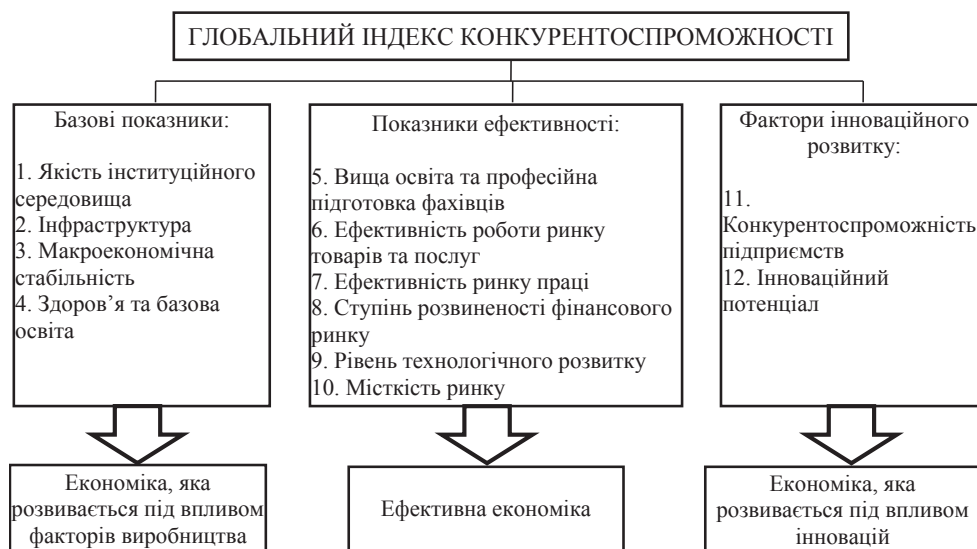 ГЛОБАЛЬНИЙ ІНДЕКС КОНКУРЕНТОСПРОМОЖНОСТІ
Базові показники:
1. Якість інституційного
середовища
2. Інфраструктура
3. Макроекономічна
стабільність
4. Здоров’я та базова
освіта
Показники ефективності:
5. Вища освіта та професійна
підготовка фахівців
6. Ефективність роботи ринку
товарів та послуг
7. Ефективність ринку праці
8. Ступінь розвиненості фінансового
ринку
9. Рівень технологічного розвитку
10. Місткість ринку
Фактори інноваційного
розвитку:
11.
Конкурентоспроможність
підприємств
12. Інноваційний
потенціал
Економіка, яка
розвивається під впливом
факторів виробництва
Ефективна економіка
Економіка, яка
розвивається під впливом
інновацій